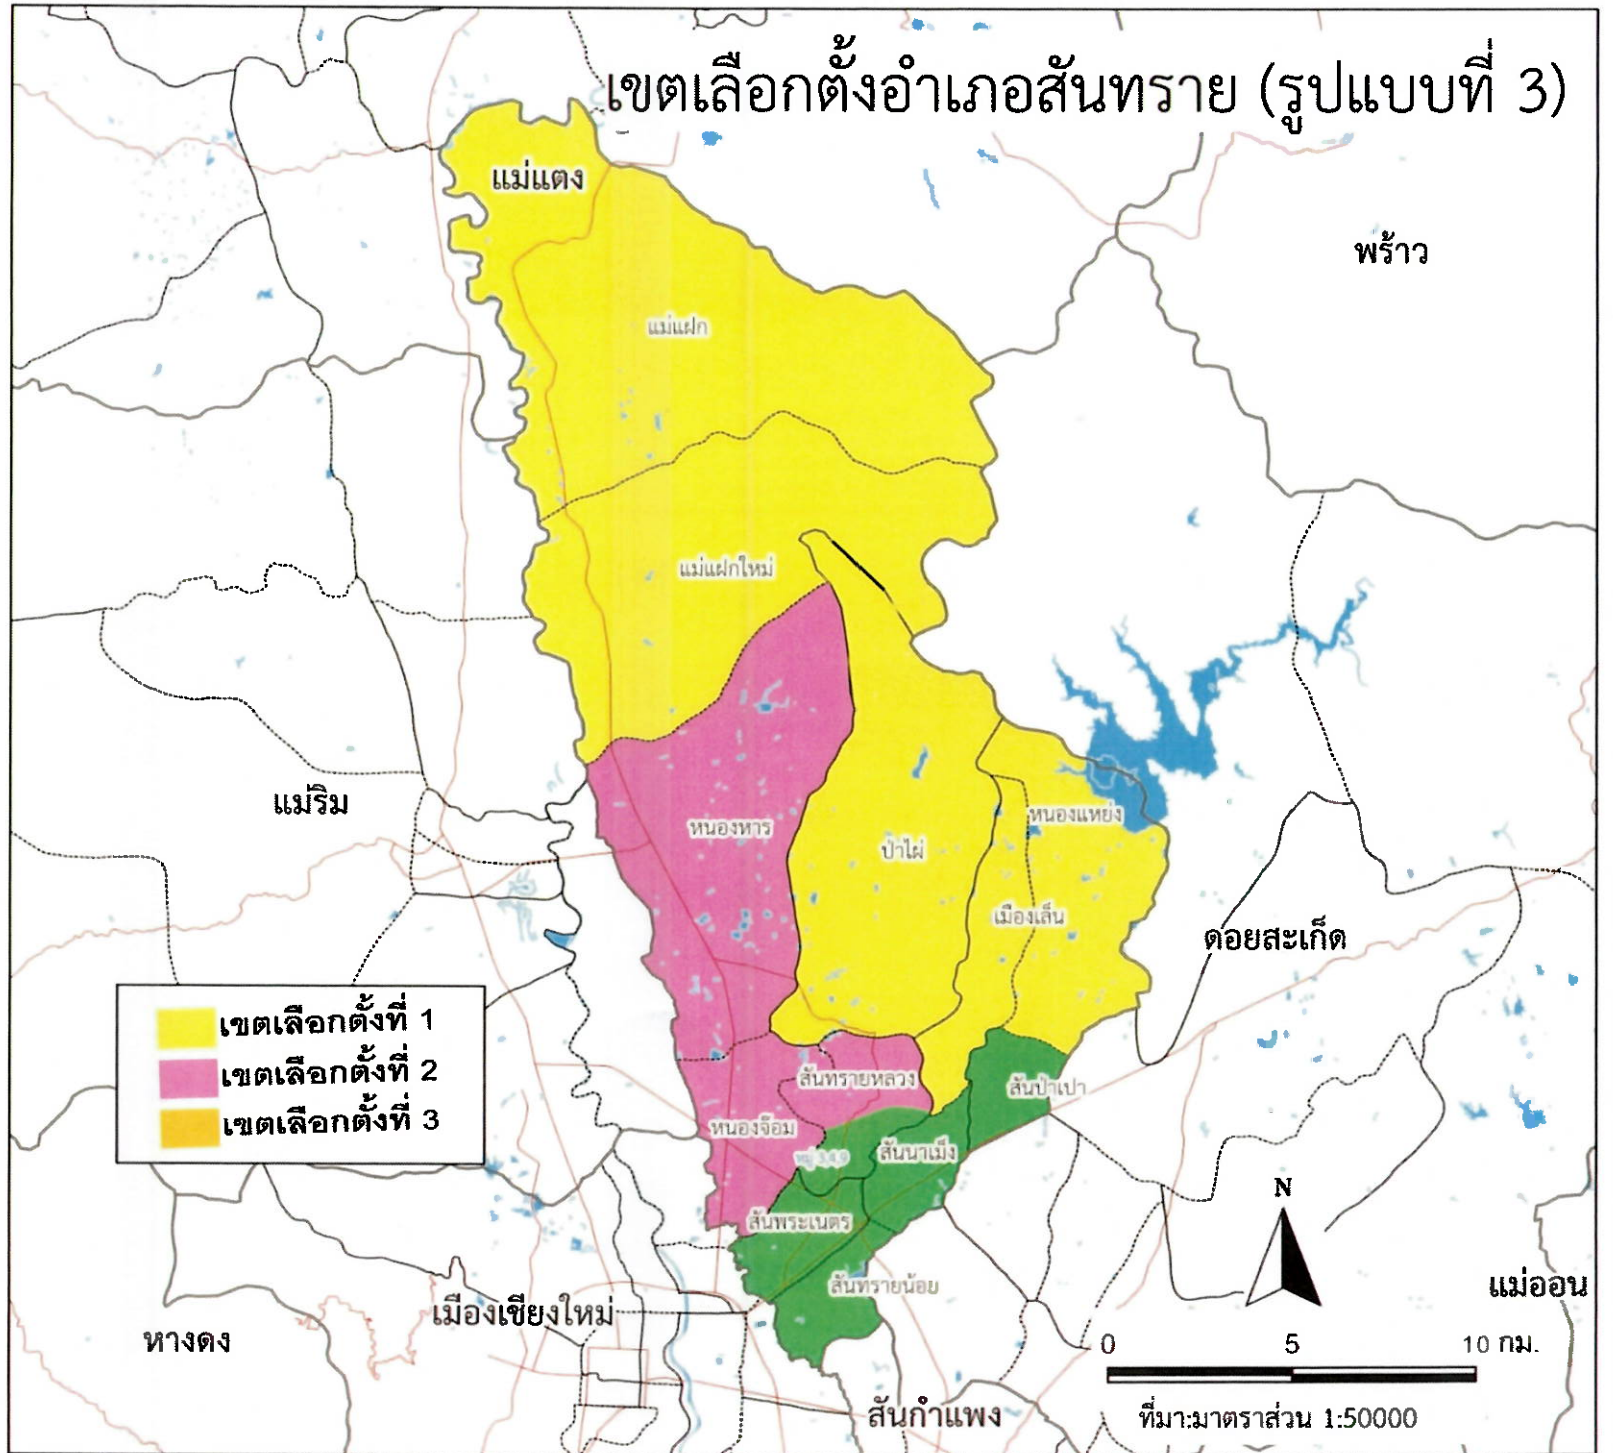 เขตเลือกตั้งอำเภอสันทราย (รูปแบบที่ 3)
แม่แตง
พร้าว
แม่แฝก
แม่แฝกใหม่
แม่ริม
หนองหาร
หนองแหย่ง
ป่าไผ่
เมืองเล็น
ดอยสะเก็ด
เขตเลือกตั้งที่ 1
เขตเลือกตั้งที่ 2
เขตเลือกตั้งที่ 3
สันทรายหลวง
สันป่าเปา
หนองจ๊อม
หมู่ 3,4,9
สันนาเม็ง
สันพระเนตร
สันทรายน้อย
N
แม่ออน
เมืองเชียงใหม่
หางดง
0 5 10 กม.
สันกำแพง
ที่มา:มาตราส่วน 1:50000